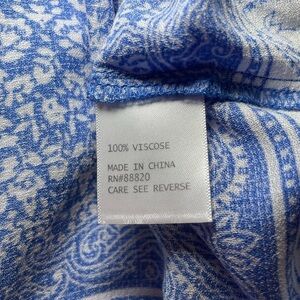 100% VISCOSE
MADE IN CHINA
RN#88820
CARE SEE REVERSE